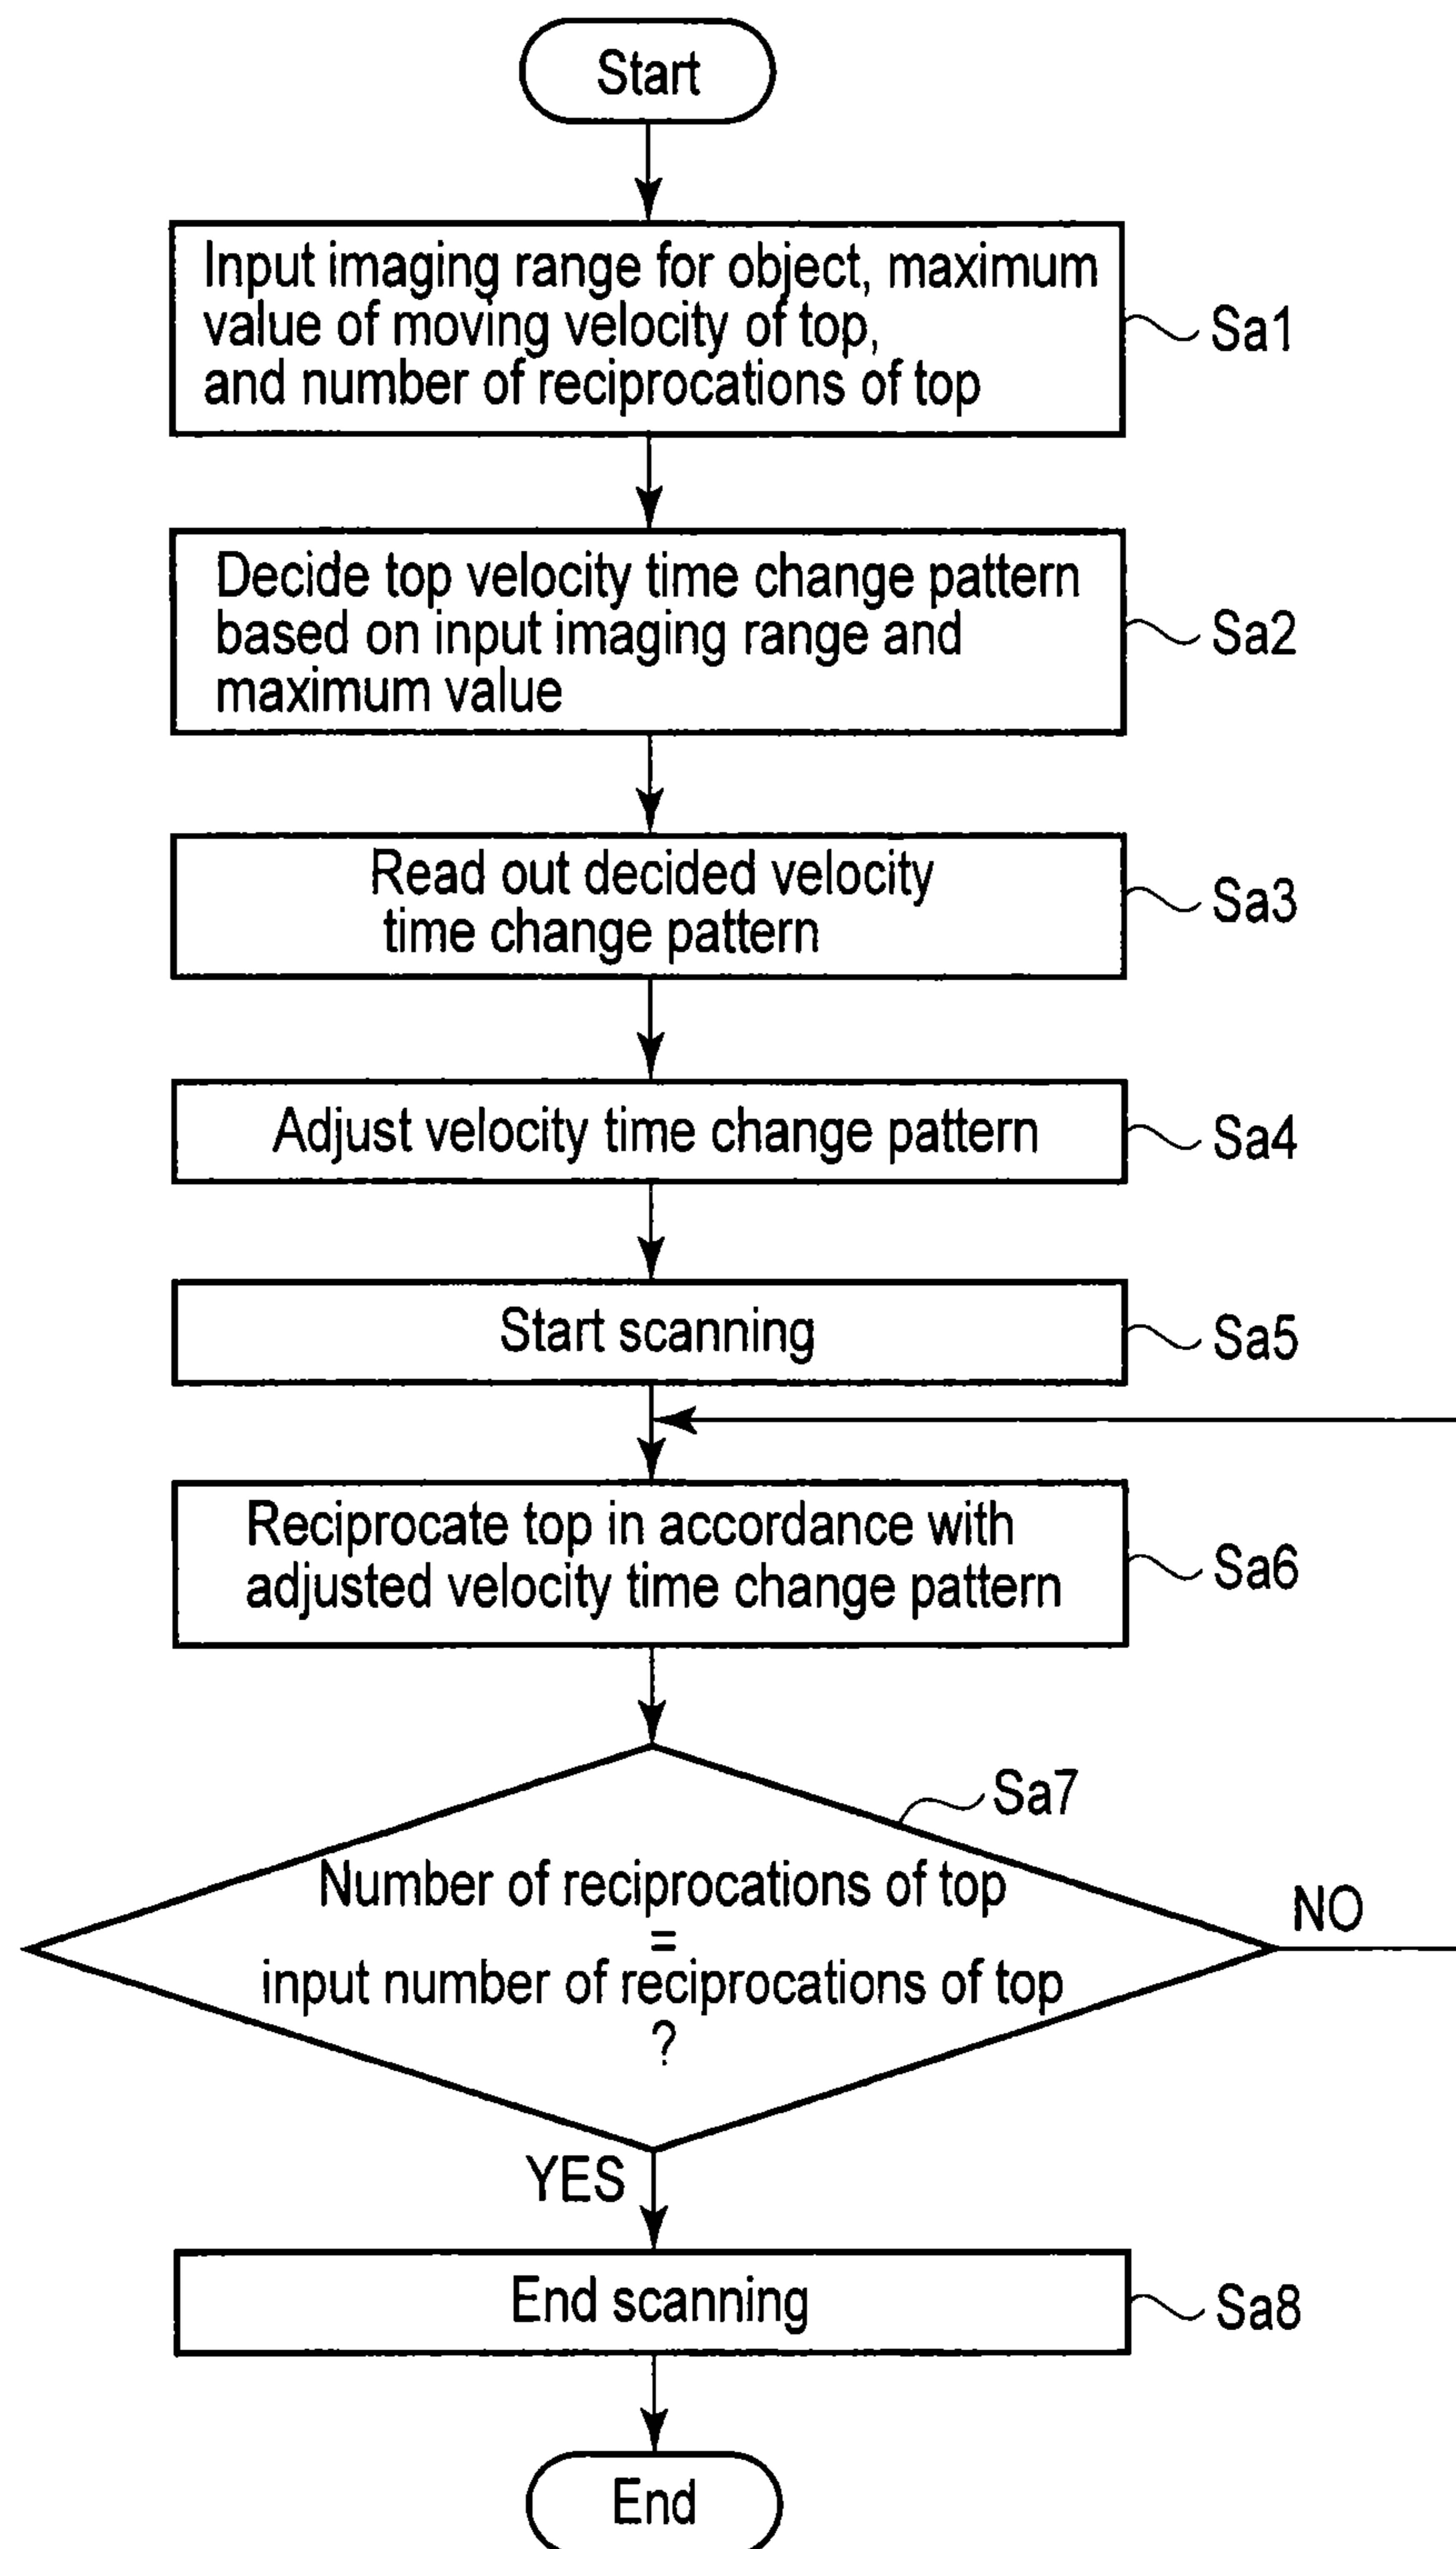 Start
Input imaging range for object, maximum
value of moving velocity of top,
and number of reciprocations of top
Sa1
Decide top velocity time change pattern
based on input imaging range and
maximum value
Sa2
Read out decided velocity
time change pattern
Sa3
Adjust velocity time change pattern
Sa4
Start scanning
Sa5
Reciprocate top in accordance with
adjusted velocity time change pattern
Sa6
Sa7
Number of reciprocations of top
=
input number of reciprocations of top
?
NO
YES
End scanning
Sa8
End